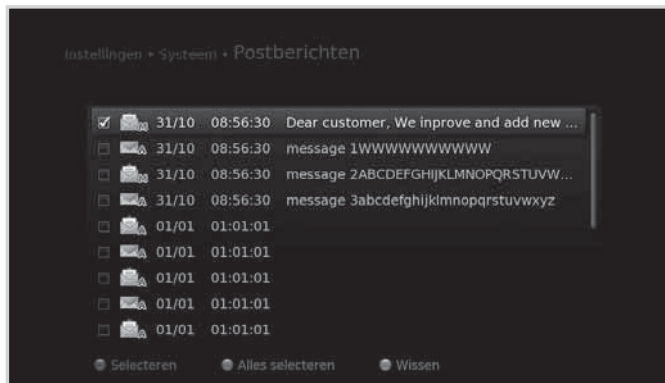 Instellingen • Systeem • Postberichten
31/10 08:56:30 Dear customer, We inprove and add new ...
31/10 08:56:30 message 1WWWWWWWWWWW
31/10 08:56:30 message 2ABCDEFGHIJKLMNOPQRSTUVW...
31/10 08:56:30 message 3abcdefghijklmnopqrstuvwxyz
01/01 01:01:01
01/01 01:01:01
01/01 01:01:01
01/01 01:01:01
01/01 01:01:01
Selecteren Alles selecteren Wissen